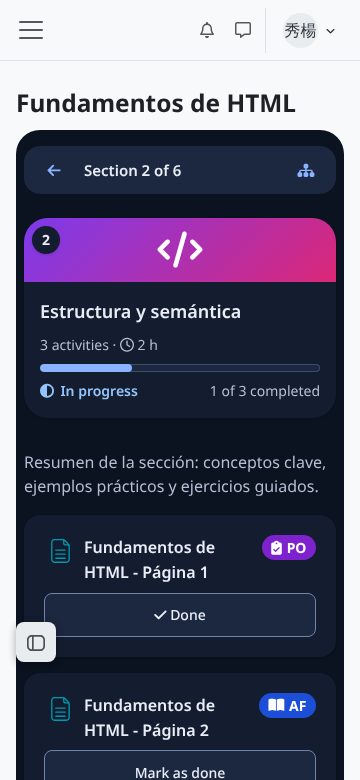 秀楊
Fundamentos de HTML
Section 2 of 6
2
Estructura y semántica
3 activities · 2 h
In progress
1 of 3 completed
Resumen de la sección: conceptos clave,
ejemplos prácticos y ejercicios guiados.
Fundamentos de
HTML - Página 1
PO
Done
Fundamentos de
HTML - Página 2
AF
Mark as done